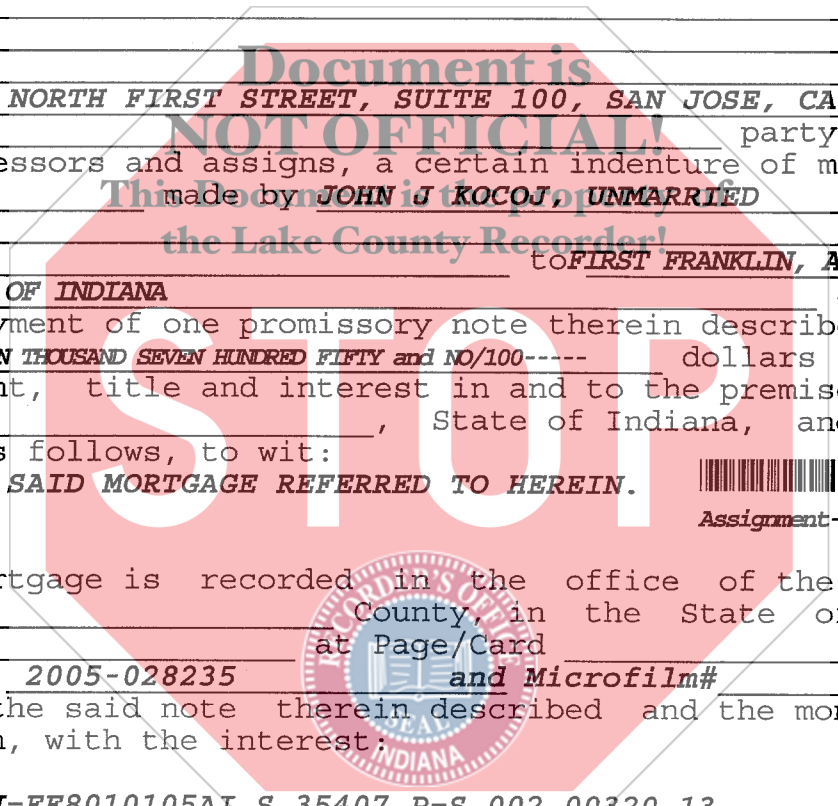 Document is
NORTH FIRST STREET, SUITE 100, SAN JOSE, CA
NOT OFFICIAL!
party
essors and assigns, a certain indenture of m
This Document is the property of
made by JOHN J KOCOJ, UNMARRIED
the Lake County Recorder!
to FIRST FRANKLIN, A
OF INDIANA
yment of one promissory note therein describ
N THOUSAND SEVEN HUNDRED FIFTY and NO/100----- dollars
nt, title and interest in and to the premise
, State of Indiana, and
s follows, to wit:
SAID MORTGAGE REFERRED TO HEREIN.
Assignment-
STOP
rtgage is recorded in the office of the
County, in the State of
at Page/Card
2005-028235 and Microfilm#
the said note therein described and the mor
n, with the interest:
RECORDER'S OFFICE
SEAL
INDIANA